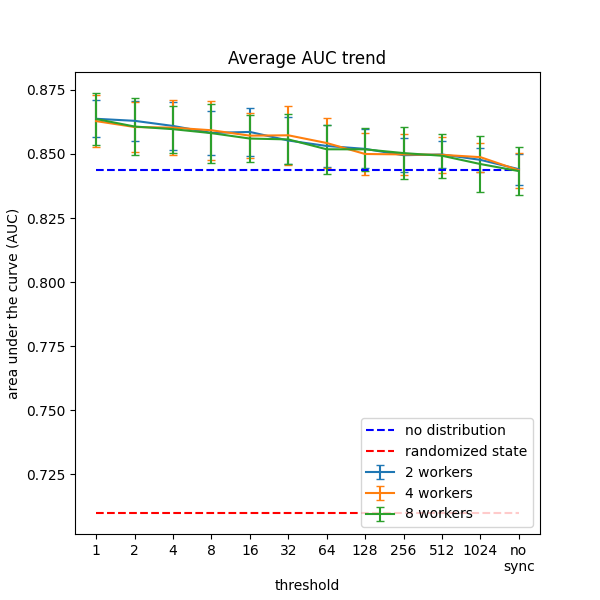 Average AUC trend
area under the curve (AUC)
0.875
0.850
0.825
0.800
0.775
0.750
0.725
no distribution
randomized state
2 workers
4 workers
8 workers
1 2 4 8 16 32 64 128 256 512 1024 no
sync
threshold